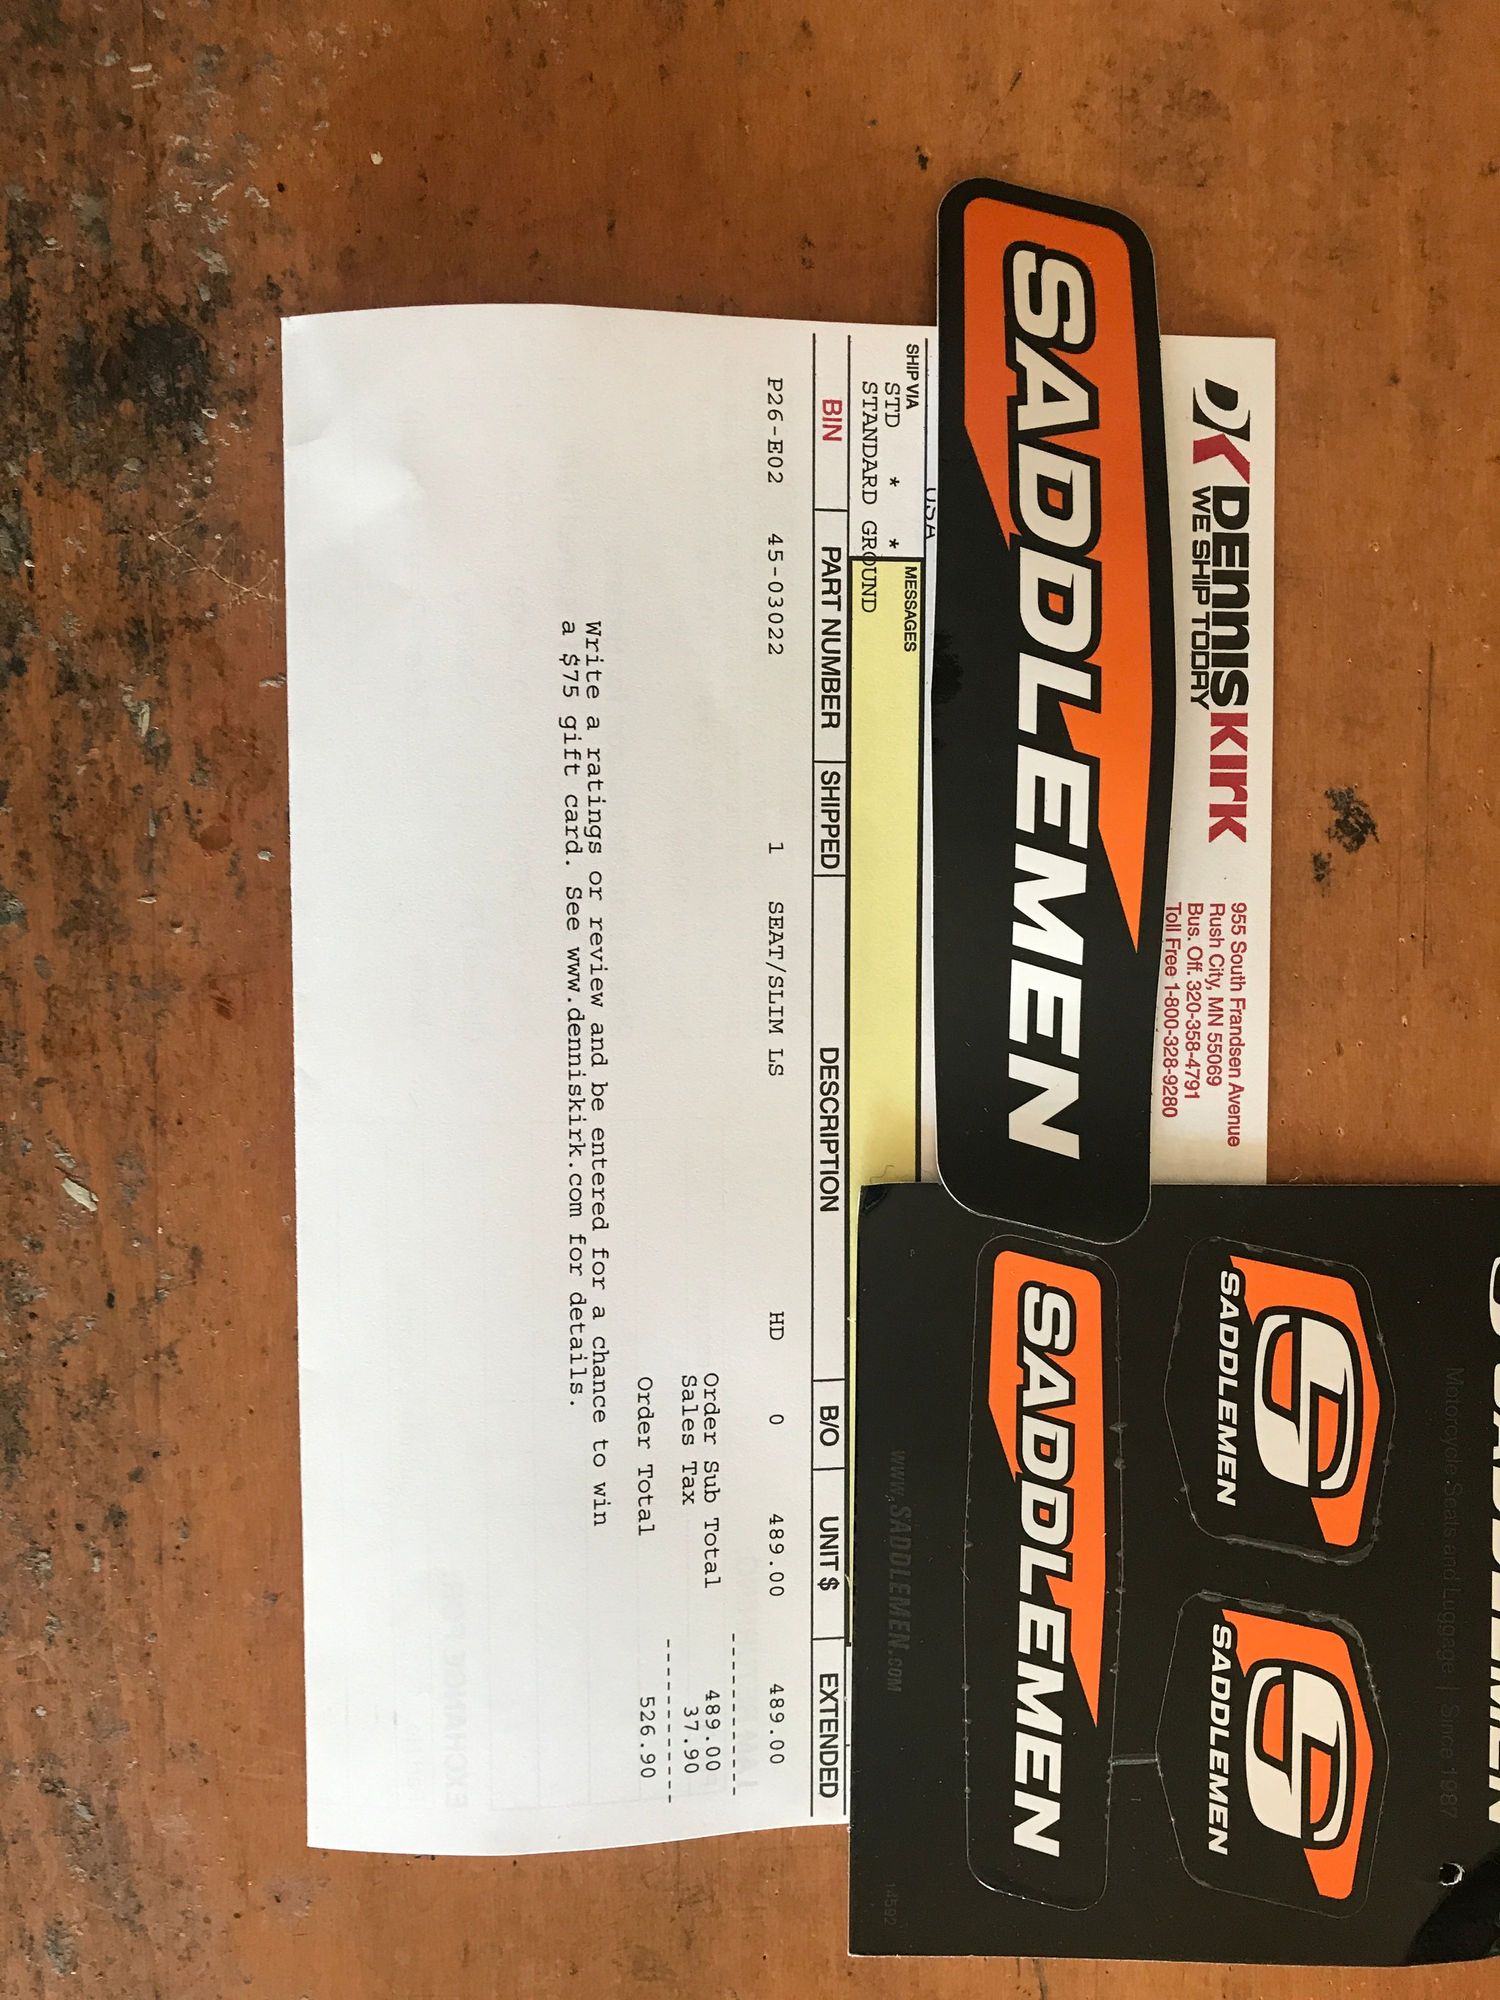 DK DENNIS KIRK
WE SHIP TODAY
955 South Frandsen Avenue
Rush City, MN 55069
Bus. Off. 320-358-4791
Toll Free 1-800-328-9280
SADDLEMEN
USA
SHIP VIA
STD * *
STANDARD GROUND
MESSAGES
BIN PART NUMBER SHIPPED DESCRIPTION B/O UNIT $ EXTENDED
P26-E02 45-03022 1 SEAT/SLIM LS HD 0 489.00 489.00
Order Sub Total 489.00
Sales Tax 37.90
Order Total 526.90
Write a ratings or review and be entered for a chance to win
a $75 gift card. See www.denniskirk.com for details.
Motorcycle Seats and Luggage | Since 1987
S
SADDLEMEN
S
SADDLEMEN
SADDLEMEN
www.SADDLEMEN.com
14592